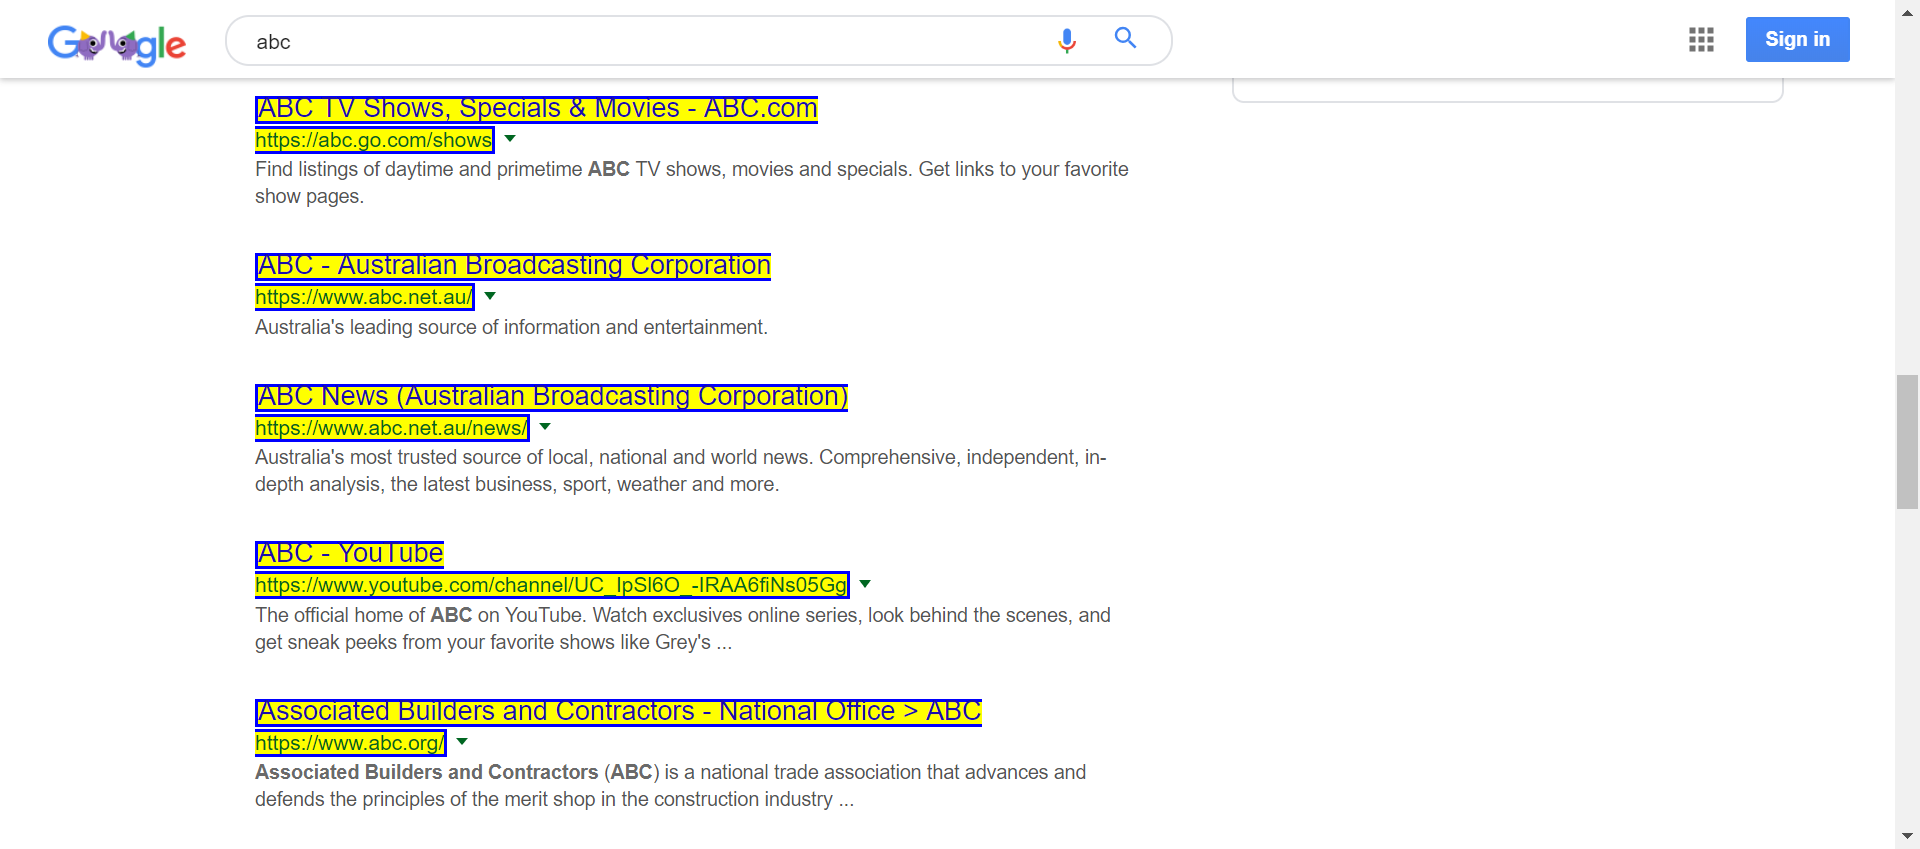 Google
abc
Sign in
ABC TV Shows, Specials & Movies - ABC.com
https://abc.go.com/shows
Find listings of daytime and primetime ABC TV shows, movies and specials. Get links to your favorite
show pages.
ABC - Australian Broadcasting Corporation
https://www.abc.net.au/
Australia's leading source of information and entertainment.
ABC News (Australian Broadcasting Corporation)
https://www.abc.net.au/news/
Australia's most trusted source of local, national and world news. Comprehensive, independent, in-
depth analysis, the latest business, sport, weather and more.
ABC - YouTube
https://www.youtube.com/channel/UC_IpSl6O_-IRAA6fiNs05Gg
The official home of ABC on YouTube. Watch exclusives online series, look behind the scenes, and
get sneak peeks from your favorite shows like Grey's ...
Associated Builders and Contractors - National Office > ABC
https://www.abc.org/
Associated Builders and Contractors (ABC) is a national trade association that advances and
defends the principles of the merit shop in the construction industry ...